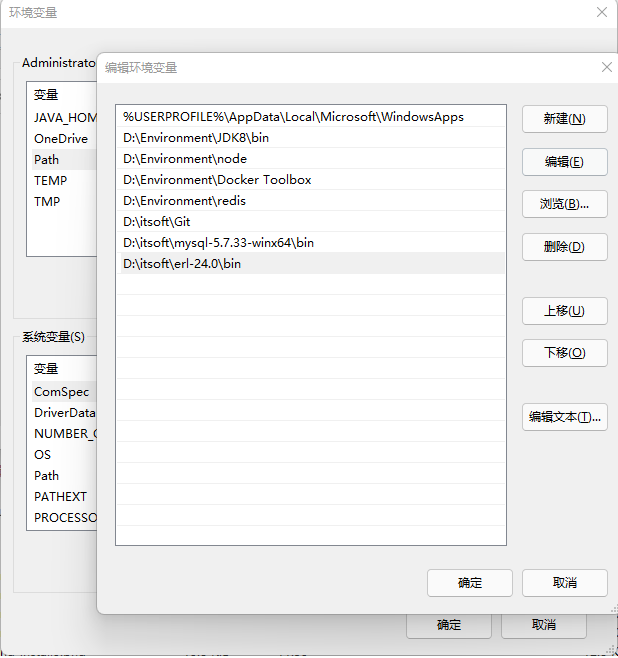 环境变量
Administrato
编辑环境变量
变量
JAVA_HOM
OneDrive
Path
TEMP
TMP
%USERPROFILE%\AppData\Local\Microsoft\WindowsApps
D:\Environment\JDK8\bin
D:\Environment\node
D:\Environment\Docker Toolbox
D:\Environment\redis
D:\itsoft\Git
D:\itsoft\mysql-5.7.33-winx64\bin
D:\itsoft\erl-24.0\bin
新建(N)
编辑(E)
浏览(B)...
删除(D)
上移(U)
下移(O)
编辑文本(T)...
系统变量(S)
变量
ComSpec
DriverData
NUMBER_O
OS
Path
PATHEXT
PROCESSO
确定
取消
确定
取消